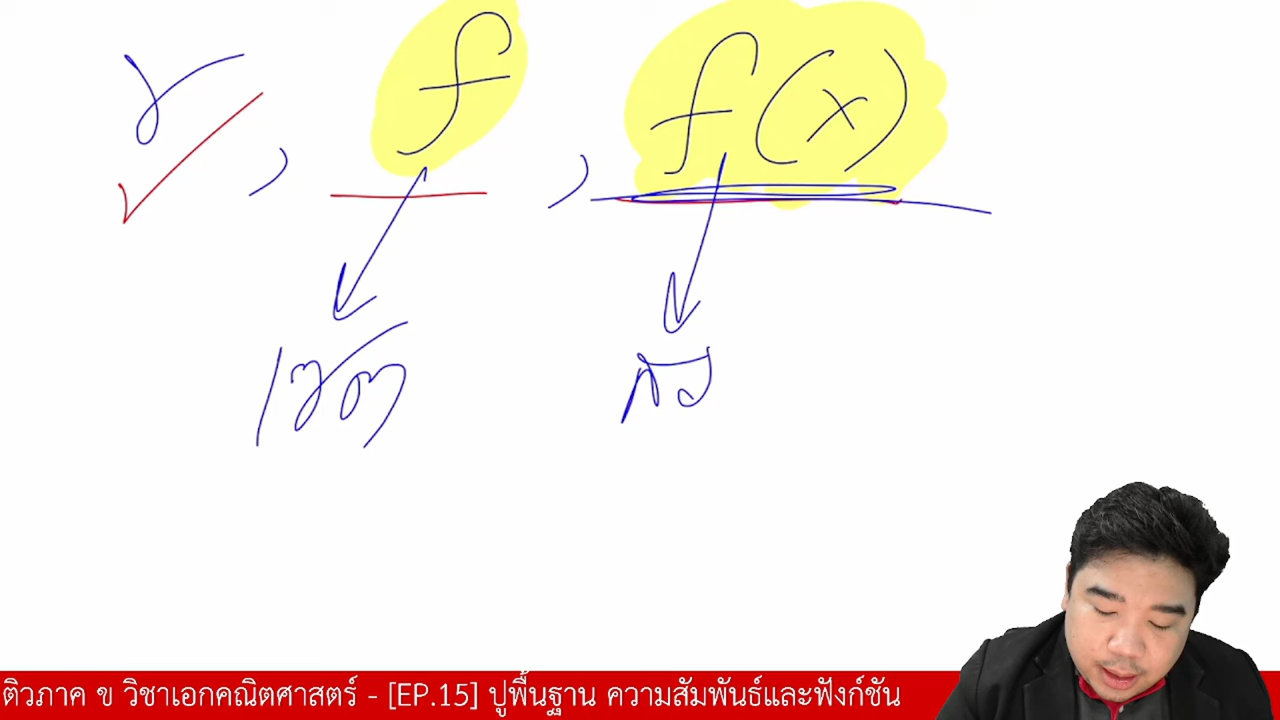 r , f , f(x)
เซต
ติวภาค ข วิชาเอกคณิตศาสตร์ - [EP.15] ปูพื้นฐาน ความสัมพันธ์และฟังก์ชัน